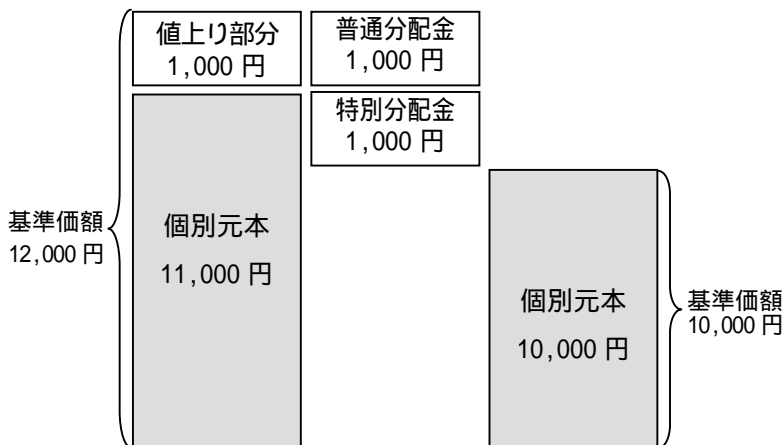 値上り部分
1,000 円
普通分配金
1,000 円
特別分配金
1,000 円
基準価額
12,000 円
個別元本
11,000 円
個別元本
10,000 円
基準価額
10,000 円